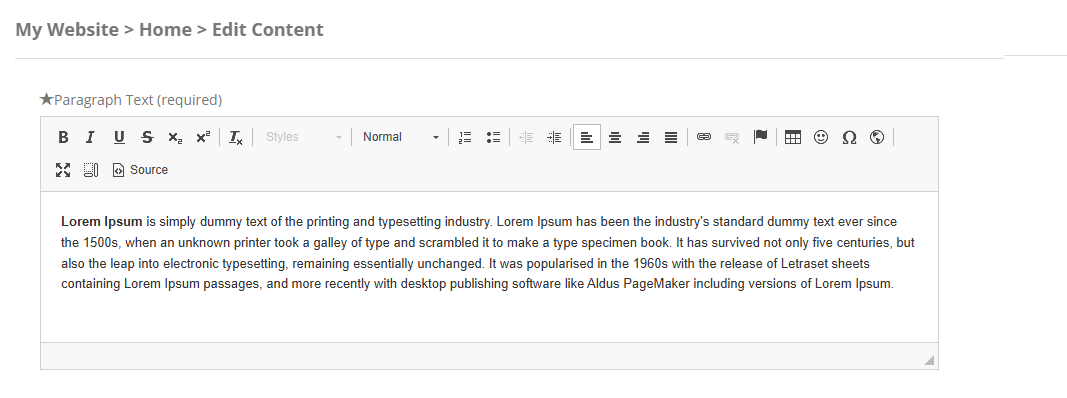 My Website > Home > Edit Content
★Paragraph Text (required)
B I U S x₂ x² Tx Styles Normal Ω
Source
Lorem Ipsum is simply dummy text of the printing and typesetting industry. Lorem Ipsum has been the industry's standard dummy text ever since
the 1500s, when an unknown printer took a galley of type and scrambled it to make a type specimen book. It has survived not only five centuries, but
also the leap into electronic typesetting, remaining essentially unchanged. It was popularised in the 1960s with the release of Letraset sheets
containing Lorem Ipsum passages, and more recently with desktop publishing software like Aldus PageMaker including versions of Lorem Ipsum.